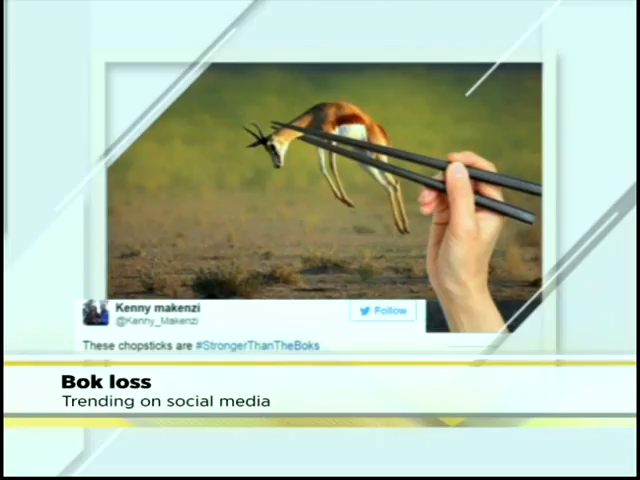 Kenny makenzi
@Kenny_Makenzi
Follow
These chopsticks are #StrongerThanTheBoks
Bok loss
Trending on social media